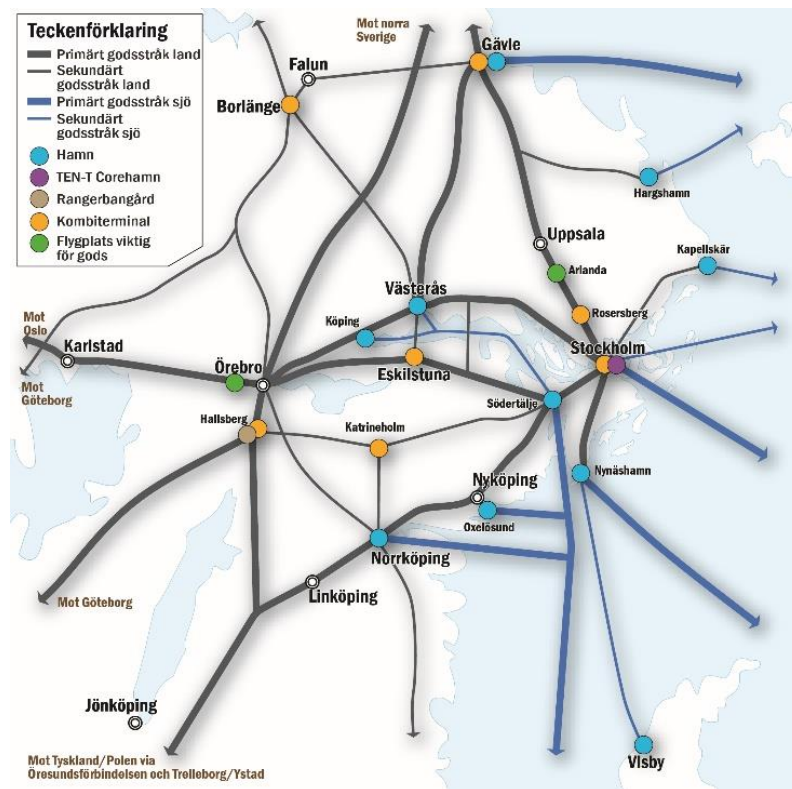 Teckenförklaring
Primärt godsstråk land
Sekundärt
godsstråk land
Primärt godsstråk sjö
Sekundärt
godsstråk sjö
Hamn
TEN-T Corehamn
Rangerbangård
Kombiterminal
Flygplats viktig
för gods
Mot norra
Sverige
Gävle
Falun
Borlänge
Hargshamn
Uppsala
Kapellskär
Arlanda
Västerås
Rosersberg
Köping
Mot
Oslo
Karlstad
Stockholm
Örebro
Eskilstuna
Mot
Göteborg
Södertälje
Hallsberg
Katrineholm
Nynäshamn
Nyköping
Oxelösund
Norrköping
Mot Göteborg
Linköping
Jönköping
Visby
Mot Tyskland/Polen via
Öresundsförbindelsen och Trelleborg/Ystad